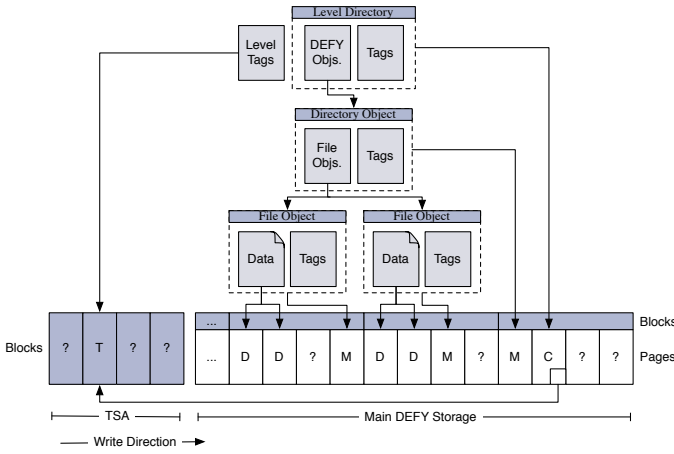 Level Directory
Level Tags
DEFY Objs.
Tags
Directory Object
File Objs.
Tags
File Object
File Object
Data
Tags
Data
Tags
... Blocks
Blocks ? T ? ? ... D D ? M D D M ? M C ? ? Pages
TSA
Main DEFY Storage
Write Direction